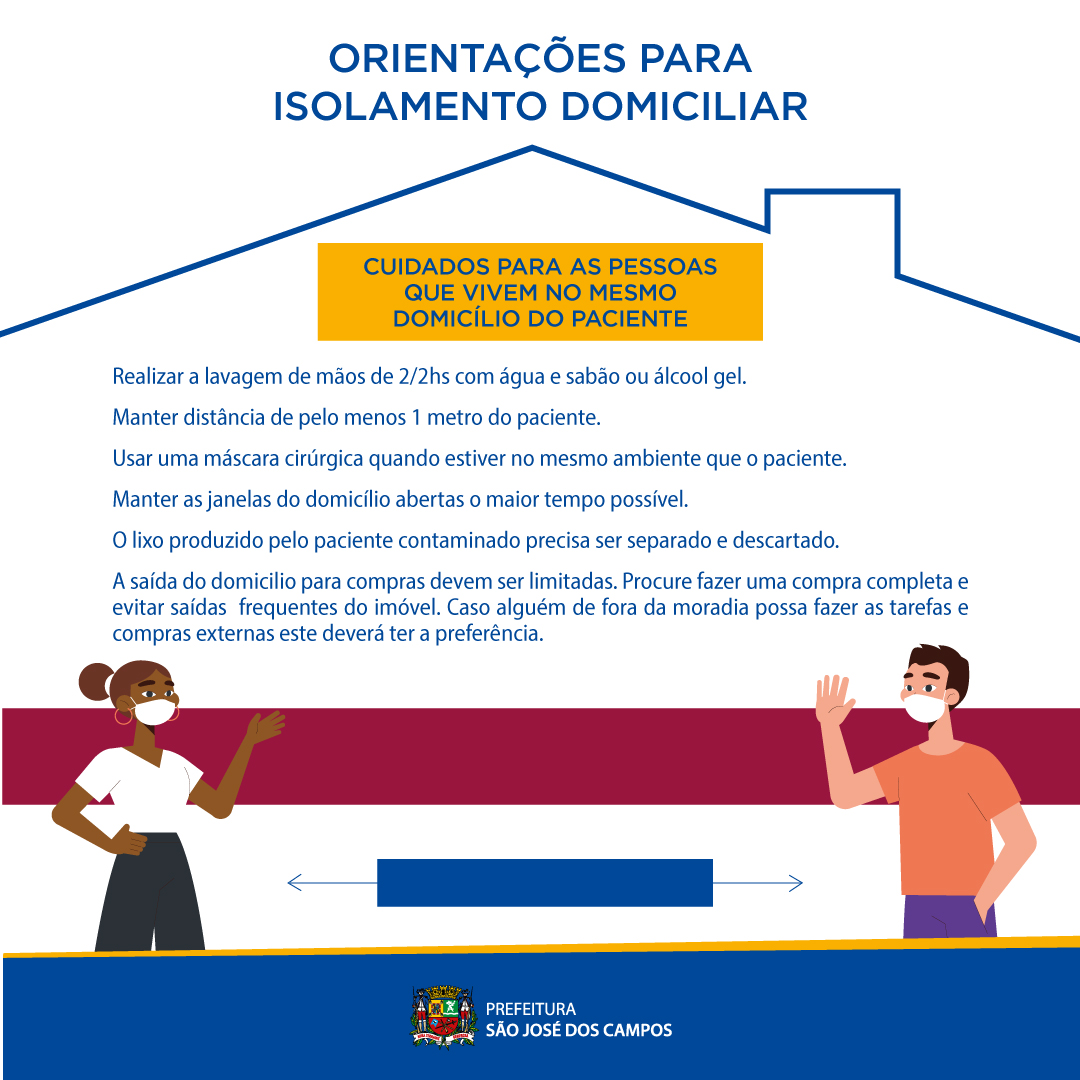 ORIENTAÇÕES PARA
ISOLAMENTO DOMICILIAR
CUIDADOS PARA AS PESSOAS
QUE VIVEM NO MESMO
DOMICÍLIO DO PACIENTE
Realizar a lavagem de mãos de 2/2hs com água e sabão ou álcool gel.
Manter distância de pelo menos 1 metro do paciente.
Usar uma máscara cirúrgica quando estiver no mesmo ambiente que o paciente.
Manter as janelas do domicílio abertas o maior tempo possível.
O lixo produzido pelo paciente contaminado precisa ser separado e descartado.
A saída do domicilio para compras devem ser limitadas. Procure fazer uma compra completa e
evitar saídas frequentes do imóvel. Caso alguém de fora da moradia possa fazer as tarefas e
compras externas este deverá ter a preferência.
PREFEITURA
SÃO JOSÉ DOS CAMPOS